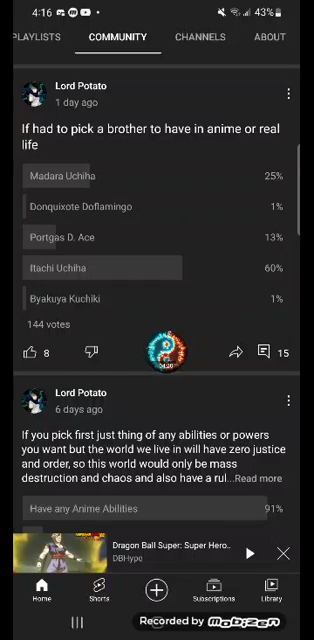 4:16
43%
PLAYLISTS COMMUNITY CHANNELS ABOUT
Lord Potato
1 day ago
If had to pick a brother to have in anime or real
life
Madara Uchiha 25%
Donquixote Doflamingo 1%
Portgas D. Ace 13%
Itachi Uchiha 60%
Byakuya Kuchiki 1%
144 votes
8 15
04:20
Lord Potato
6 days ago
If you pick first just thing of any abilities or powers
you want but the world we live in will have zero justice
and order, so this world would only be mass
destruction and chaos and also have a rul...Read more
Have any Anime Abilities 91%
Dragon Ball Super: Super Hero..
DBHype
Home Shorts Subscriptions Library
Recorded by Mobizen